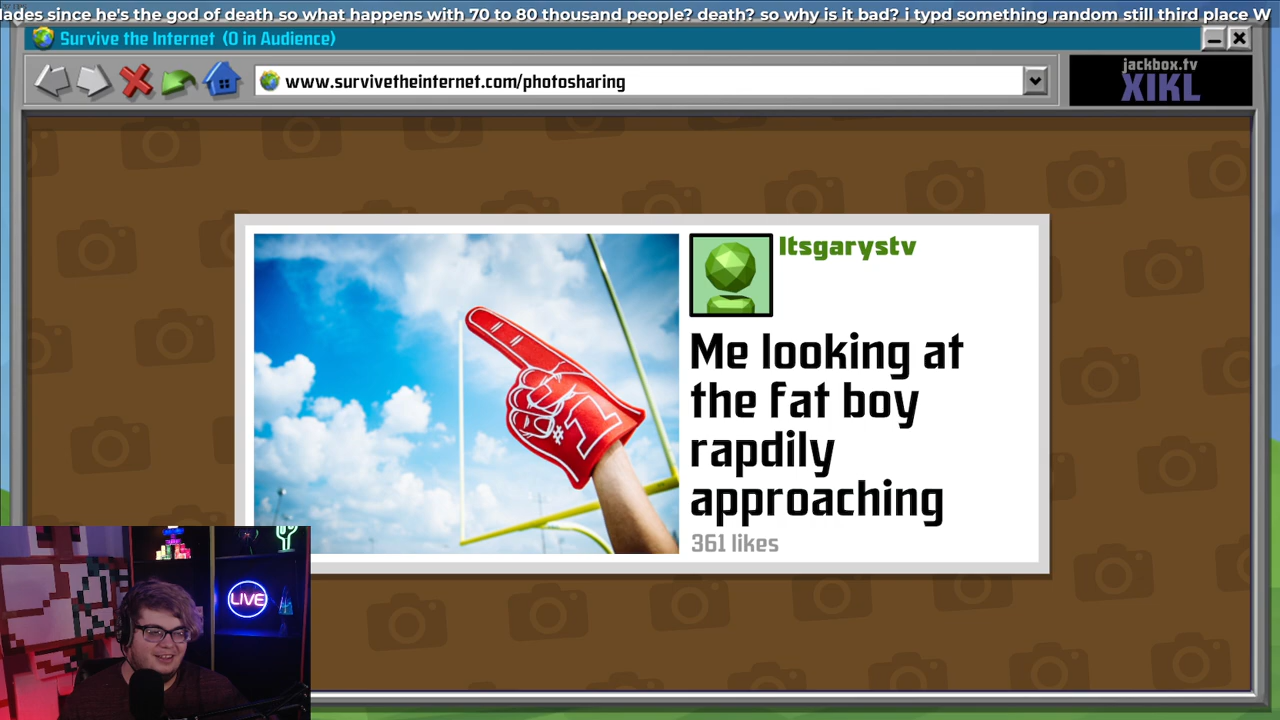 lades since he's the god of death so what happens with 70 to 80 thousand people? death? so why is it bad? i typd something random still third place W
Survive the Internet (0 in Audience)
www.survivetheinternet.com/photosharing
jackbox.tv
XIKL
Itsgarystv
Me looking at
the fat boy
rapdily
approaching
361 likes
#1
LIVE